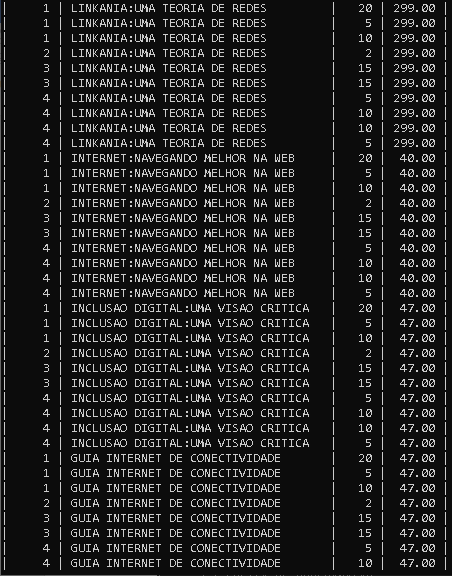 | 1 | LINKANIA:UMA TEORIA DE REDES | 20 | 299.00 |
| 1 | LINKANIA:UMA TEORIA DE REDES | 5 | 299.00 |
| 1 | LINKANIA:UMA TEORIA DE REDES | 10 | 299.00 |
| 2 | LINKANIA:UMA TEORIA DE REDES | 2 | 299.00 |
| 3 | LINKANIA:UMA TEORIA DE REDES | 15 | 299.00 |
| 3 | LINKANIA:UMA TEORIA DE REDES | 15 | 299.00 |
| 4 | LINKANIA:UMA TEORIA DE REDES | 5 | 299.00 |
| 4 | LINKANIA:UMA TEORIA DE REDES | 10 | 299.00 |
| 4 | LINKANIA:UMA TEORIA DE REDES | 10 | 299.00 |
| 4 | LINKANIA:UMA TEORIA DE REDES | 5 | 299.00 |
| 1 | INTERNET:NAVEGANDO MELHOR NA WEB | 20 | 40.00 |
| 1 | INTERNET:NAVEGANDO MELHOR NA WEB | 5 | 40.00 |
| 1 | INTERNET:NAVEGANDO MELHOR NA WEB | 10 | 40.00 |
| 2 | INTERNET:NAVEGANDO MELHOR NA WEB | 2 | 40.00 |
| 3 | INTERNET:NAVEGANDO MELHOR NA WEB | 15 | 40.00 |
| 3 | INTERNET:NAVEGANDO MELHOR NA WEB | 15 | 40.00 |
| 4 | INTERNET:NAVEGANDO MELHOR NA WEB | 5 | 40.00 |
| 4 | INTERNET:NAVEGANDO MELHOR NA WEB | 10 | 40.00 |
| 4 | INTERNET:NAVEGANDO MELHOR NA WEB | 10 | 40.00 |
| 4 | INTERNET:NAVEGANDO MELHOR NA WEB | 5 | 40.00 |
| 1 | INCLUSAO DIGITAL:UMA VISAO CRITICA | 20 | 47.00 |
| 1 | INCLUSAO DIGITAL:UMA VISAO CRITICA | 5 | 47.00 |
| 1 | INCLUSAO DIGITAL:UMA VISAO CRITICA | 10 | 47.00 |
| 2 | INCLUSAO DIGITAL:UMA VISAO CRITICA | 2 | 47.00 |
| 3 | INCLUSAO DIGITAL:UMA VISAO CRITICA | 15 | 47.00 |
| 3 | INCLUSAO DIGITAL:UMA VISAO CRITICA | 15 | 47.00 |
| 4 | INCLUSAO DIGITAL:UMA VISAO CRITICA | 5 | 47.00 |
| 4 | INCLUSAO DIGITAL:UMA VISAO CRITICA | 10 | 47.00 |
| 4 | INCLUSAO DIGITAL:UMA VISAO CRITICA | 10 | 47.00 |
| 4 | INCLUSAO DIGITAL:UMA VISAO CRITICA | 5 | 47.00 |
| 1 | GUIA INTERNET DE CONECTIVIDADE | 20 | 47.00 |
| 1 | GUIA INTERNET DE CONECTIVIDADE | 5 | 47.00 |
| 1 | GUIA INTERNET DE CONECTIVIDADE | 10 | 47.00 |
| 2 | GUIA INTERNET DE CONECTIVIDADE | 2 | 47.00 |
| 3 | GUIA INTERNET DE CONECTIVIDADE | 15 | 47.00 |
| 3 | GUIA INTERNET DE CONECTIVIDADE | 15 | 47.00 |
| 4 | GUIA INTERNET DE CONECTIVIDADE | 5 | 47.00 |
| 4 | GUIA INTERNET DE CONECTIVIDADE | 10 | 47.00 |